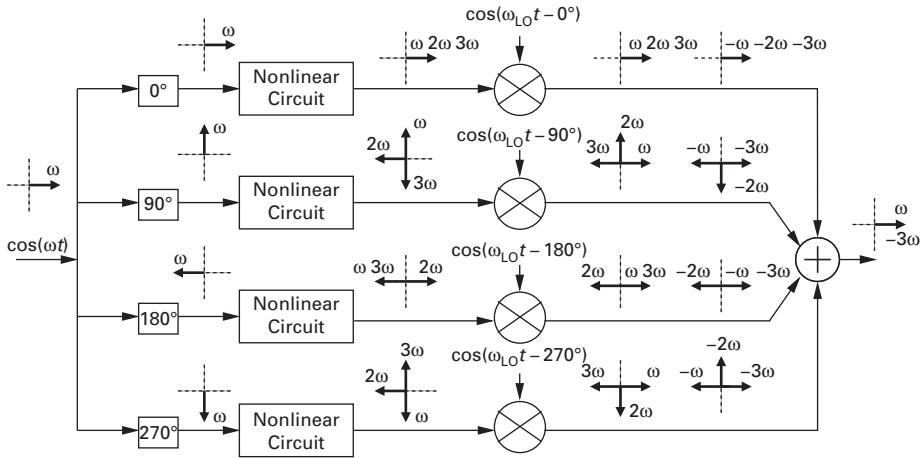 cos(ωt)
ω
0°
ω
Nonlinear
Circuit
ω 2ω 3ω
cos(ω_LO t – 0°)
ω 2ω 3ω
–ω –2ω –3ω
90°
ω
Nonlinear
Circuit
2ω
ω
3ω
cos(ω_LO t – 90°)
3ω
2ω
ω
–ω
–3ω
–2ω
180°
ω
Nonlinear
Circuit
ω 3ω
2ω
cos(ω_LO t – 180°)
2ω
ω 3ω
–2ω
–ω –3ω
270°
ω
Nonlinear
Circuit
2ω
3ω
ω
cos(ω_LO t – 270°)
3ω
ω
2ω
–2ω
–ω
–3ω
+
ω
–3ω